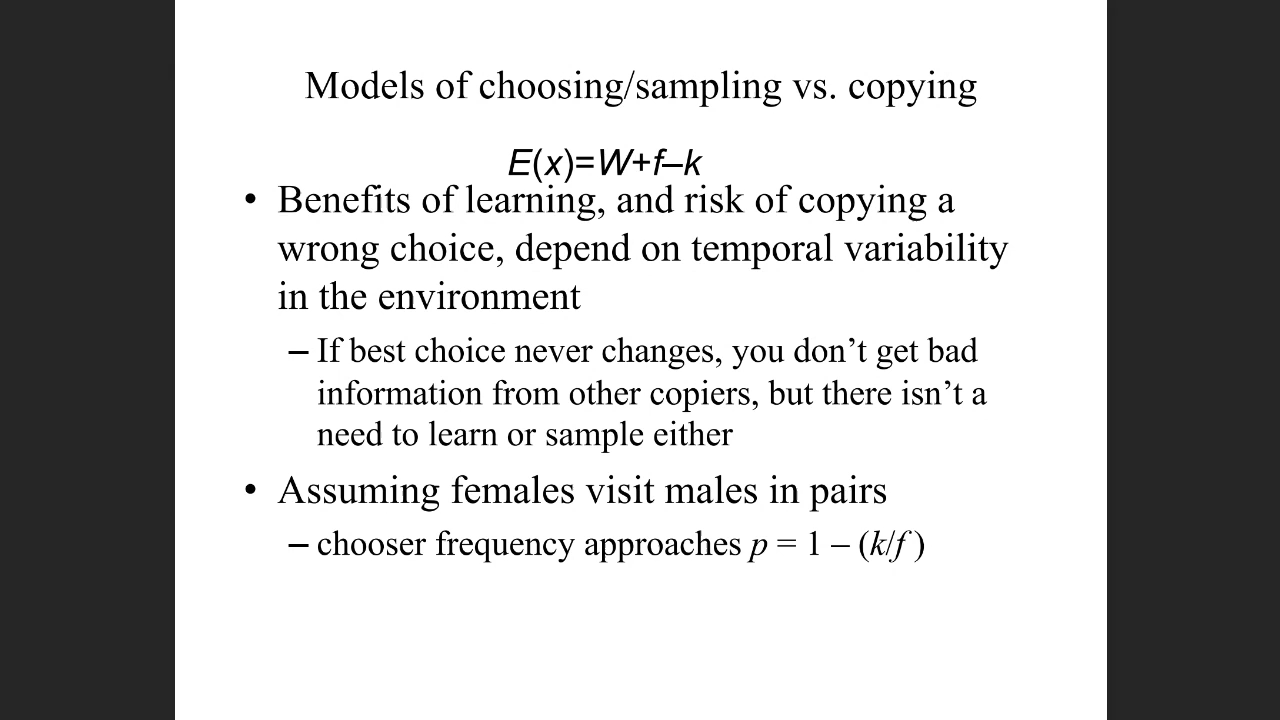 Models of choosing/sampling vs. copying
E(x)=W+f–k
• Benefits of learning, and risk of copying a
wrong choice, depend on temporal variability
in the environment
– If best choice never changes, you don’t get bad
information from other copiers, but there isn’t a
need to learn or sample either
• Assuming females visit males in pairs
– chooser frequency approaches p = 1 – (k/f )